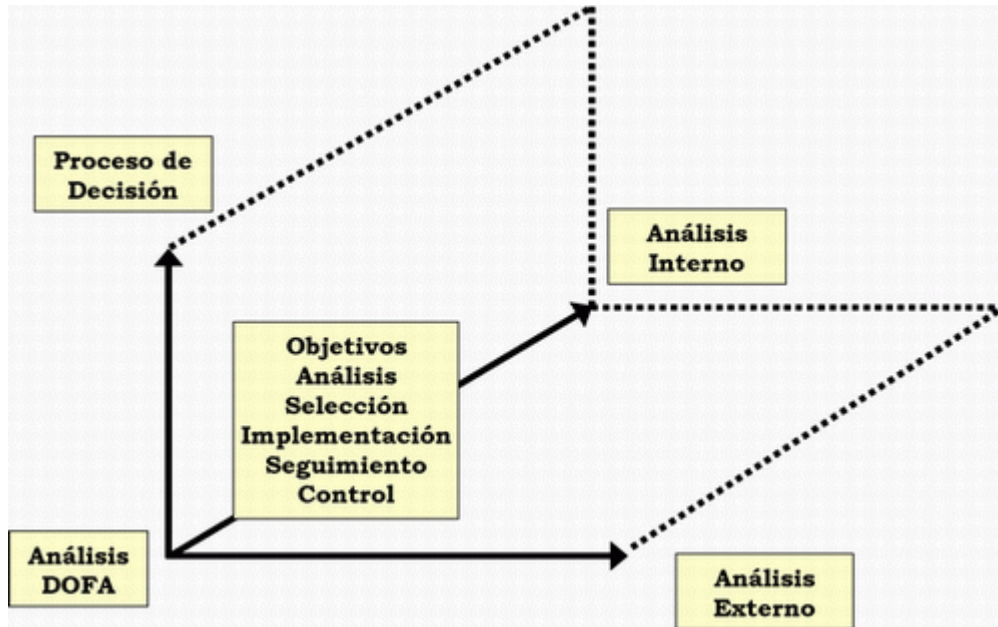 Proceso de
Decisión
Análisis
Interno
Objetivos
Análisis
Selección
Implementación
Seguimiento
Control
Análisis
DOFA
Análisis
Externo